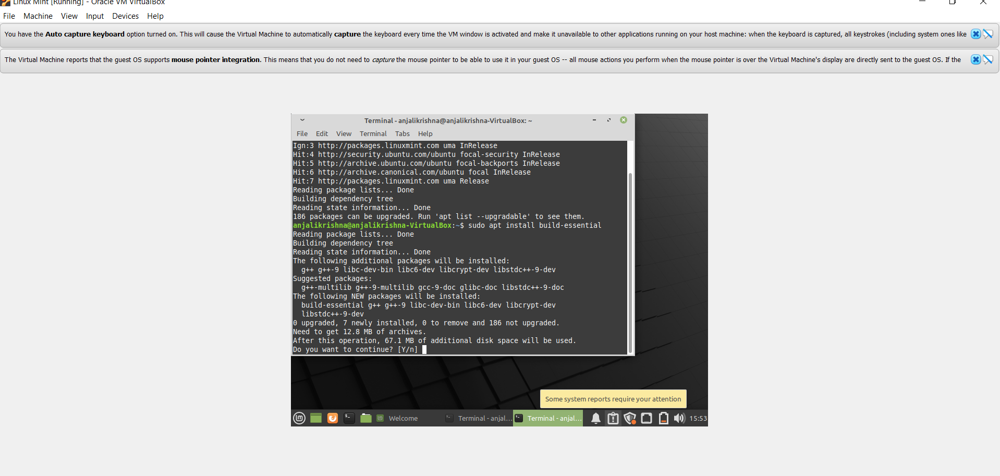 Linux Mint [Running] - Oracle VM VirtualBox
File Machine View Input Devices Help
You have the Auto capture keyboard option turned on. This will cause the Virtual Machine to automatically capture the keyboard every time the VM window is activated and make it unavailable to other applications running on your host machine: when the keyboard is captured, all keystrokes (including system ones like
The Virtual Machine reports that the guest OS supports mouse pointer integration. This means that you do not need to capture the mouse pointer to be able to use it in your guest OS -- all mouse actions you perform when the mouse pointer is over the Virtual Machine's display are directly sent to the guest OS. If the
Terminal - anjalikrishna@anjalikrishna-VirtualBox: ~
File Edit View Terminal Tabs Help
Ign:3 http://packages.linuxmint.com uma InRelease
Hit:4 http://security.ubuntu.com/ubuntu focal-security InRelease
Hit:5 http://archive.ubuntu.com/ubuntu focal-backports InRelease
Hit:6 http://archive.canonical.com/ubuntu focal InRelease
Hit:7 http://packages.linuxmint.com uma Release
Reading package lists... Done
Building dependency tree
Reading state information... Done
186 packages can be upgraded. Run 'apt list --upgradable' to see them.
anjalikrishna@anjalikrishna-VirtualBox:~$ sudo apt install build-essential
Reading package lists... Done
Building dependency tree
Reading state information... Done
The following additional packages will be installed:
g++ g++-9 libc-dev-bin libc6-dev libcrypt-dev libstdc++-9-dev
Suggested packages:
g++-multilib g++-9-multilib gcc-9-doc glibc-doc libstdc++-9-doc
The following NEW packages will be installed:
build-essential g++ g++-9 libc-dev-bin libc6-dev libcrypt-dev
libstdc++-9-dev
0 upgraded, 7 newly installed, 0 to remove and 186 not upgraded.
Need to get 12.8 MB of archives.
After this operation, 67.1 MB of additional disk space will be used.
Do you want to continue? [Y/n]
Some system reports require your attention
Welcome Terminal - anjal... Terminal - anjal... 15:53